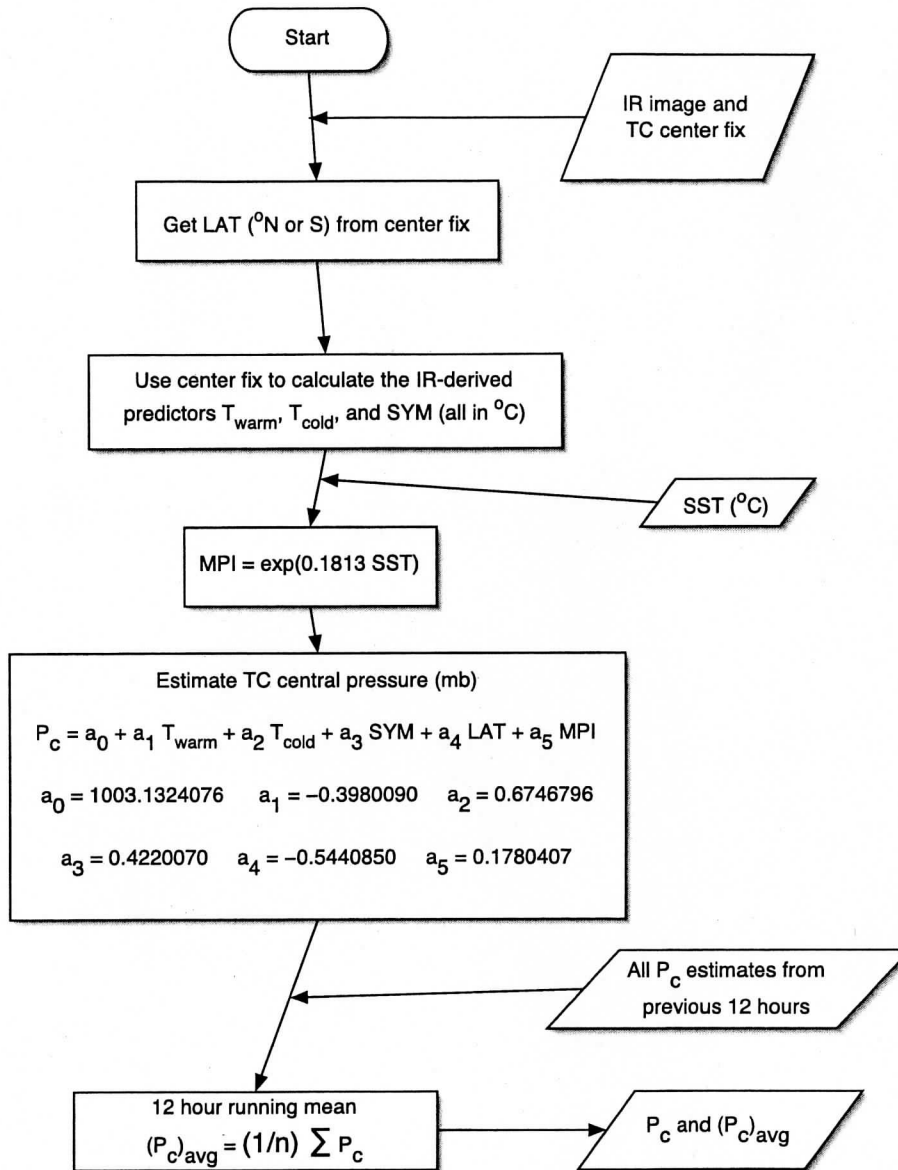 Start
IR image and
TC center fix
Get LAT (°N or S) from center fix
Use center fix to calculate the IR-derived
predictors T_warm, T_cold, and SYM (all in °C)
SST (°C)
MPI = exp(0.1813 SST)
Estimate TC central pressure (mb)
P_c = a_0 + a_1 T_warm + a_2 T_cold + a_3 SYM + a_4 LAT + a_5 MPI
a_0 = 1003.1324076 a_1 = −0.3980090 a_2 = 0.6746796
a_3 = 0.4220070 a_4 = −0.5440850 a_5 = 0.1780407
All P_c estimates from
previous 12 hours
12 hour running mean
(P_c)_avg = (1/n) ∑ P_c
P_c and (P_c)_avg